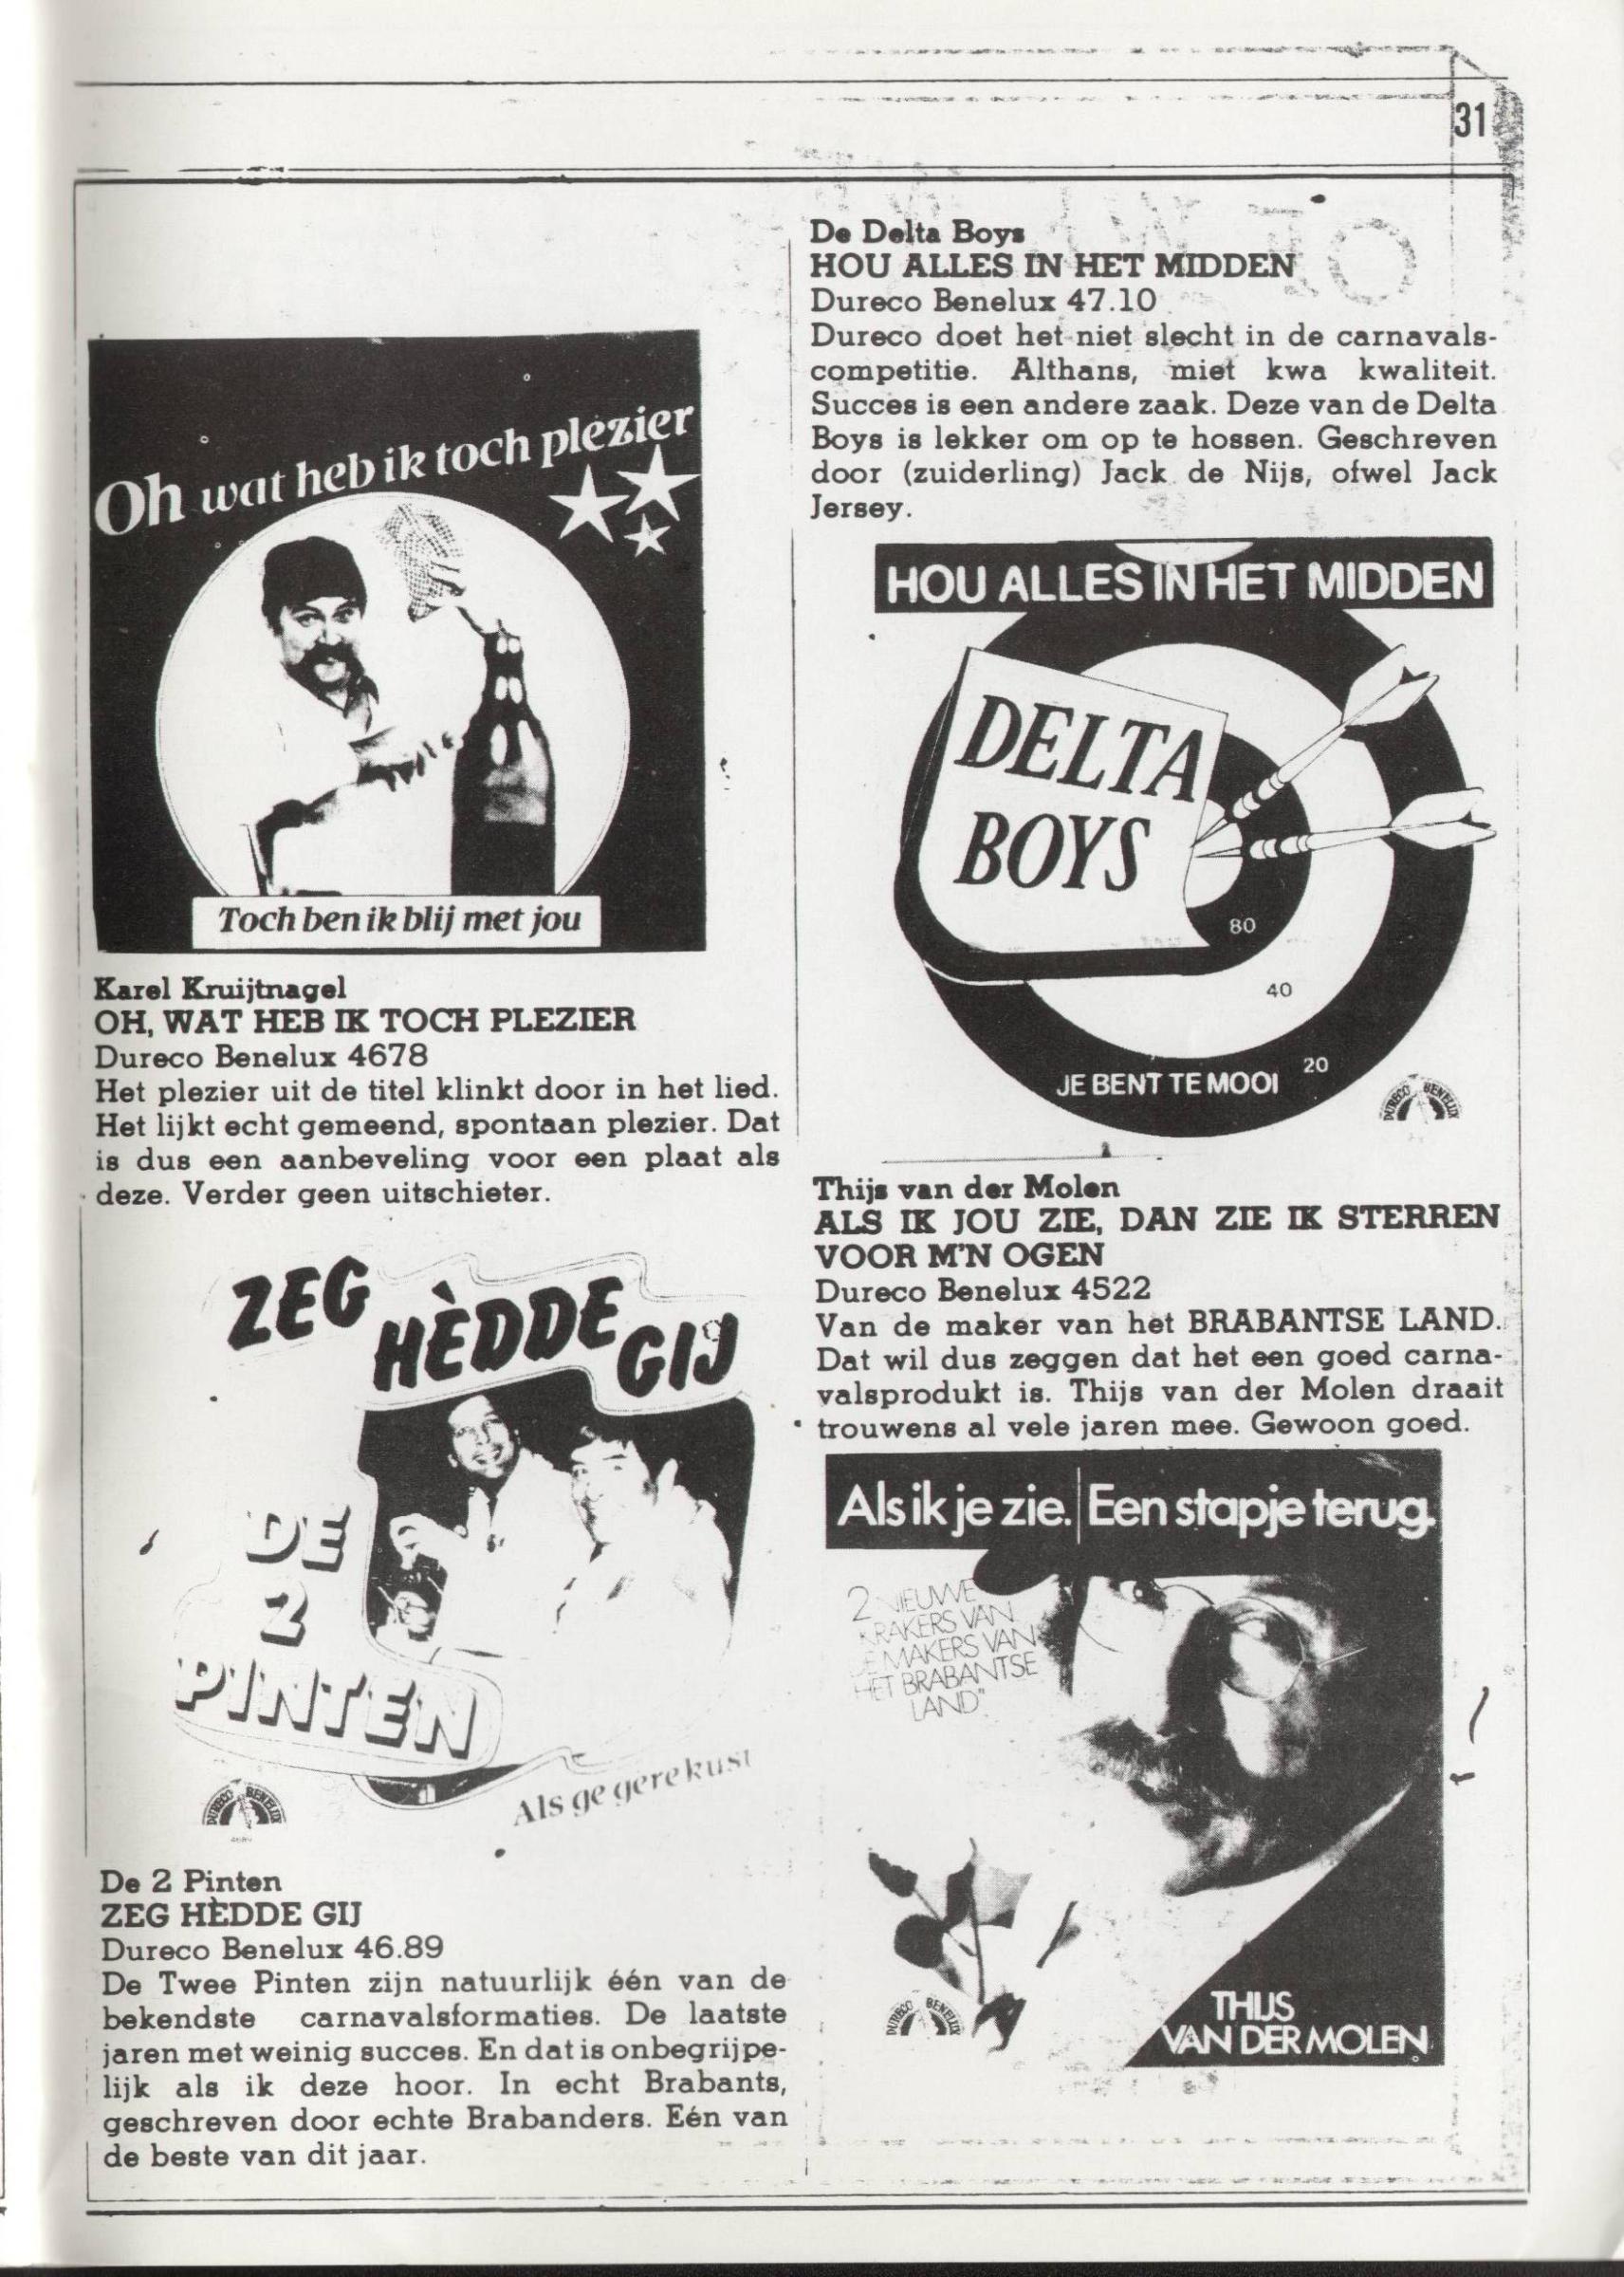 31
Oh wat heb ik toch plezier
Toch ben ik blij met jou
Karel Kruijtnagel
OH, WAT HEB IK TOCH PLEZIER
Dureco Benelux 4678
Het plezier uit de titel klinkt door in het lied.
Het lijkt echt gemeend, spontaan plezier. Dat
is dus een aanbeveling voor een plaat als
deze. Verder geen uitschieter.
ZEG
HÈDDE
GIJ
DE
2
PINTEN
Als ge gere kust
DURECO BENELUX
De 2 Pinten
ZEG HÈDDE GIJ
Dureco Benelux 46.89
De Twee Pinten zijn natuurlijk één van de
bekendste carnavalsformaties. De laatste
jaren met weinig succes. En dat is onbegrijpe-
lijk als ik deze hoor. In echt Brabants,
geschreven door echte Brabanders. Eén van
de beste van dit jaar.
De Delta Boys
HOU ALLES IN HET MIDDEN
Dureco Benelux 47.10
Dureco doet het niet slecht in de carnavals-
competitie. Althans, miet kwa kwaliteit.
Succes is een andere zaak. Deze van de Delta
Boys is lekker om op te hossen. Geschreven
door (zuiderling) Jack de Nijs, ofwel Jack
Jersey.
HOU ALLES IN HET MIDDEN
DELTA
BOYS
80
40
20
JE BENT TE MOOI
DURECO BENELUX
Thijs van der Molen
ALS IK JOU ZIE, DAN ZIE IK STERREN
VOOR M'N OGEN
Dureco Benelux 4522
Van de maker van het BRABANTSE LAND.
Dat wil dus zeggen dat het een goed carna-
valsprodukt is. Thijs van der Molen draait
trouwens al vele jaren mee. Gewoon goed.
Als ik je zie. Een stapje terug.
2 NIEUWE
KRAKERS VAN
DE MAKERS VAN
HET BRABANTSE
LAND"
DURECO BENELUX
THIJS
VAN DER MOLEN